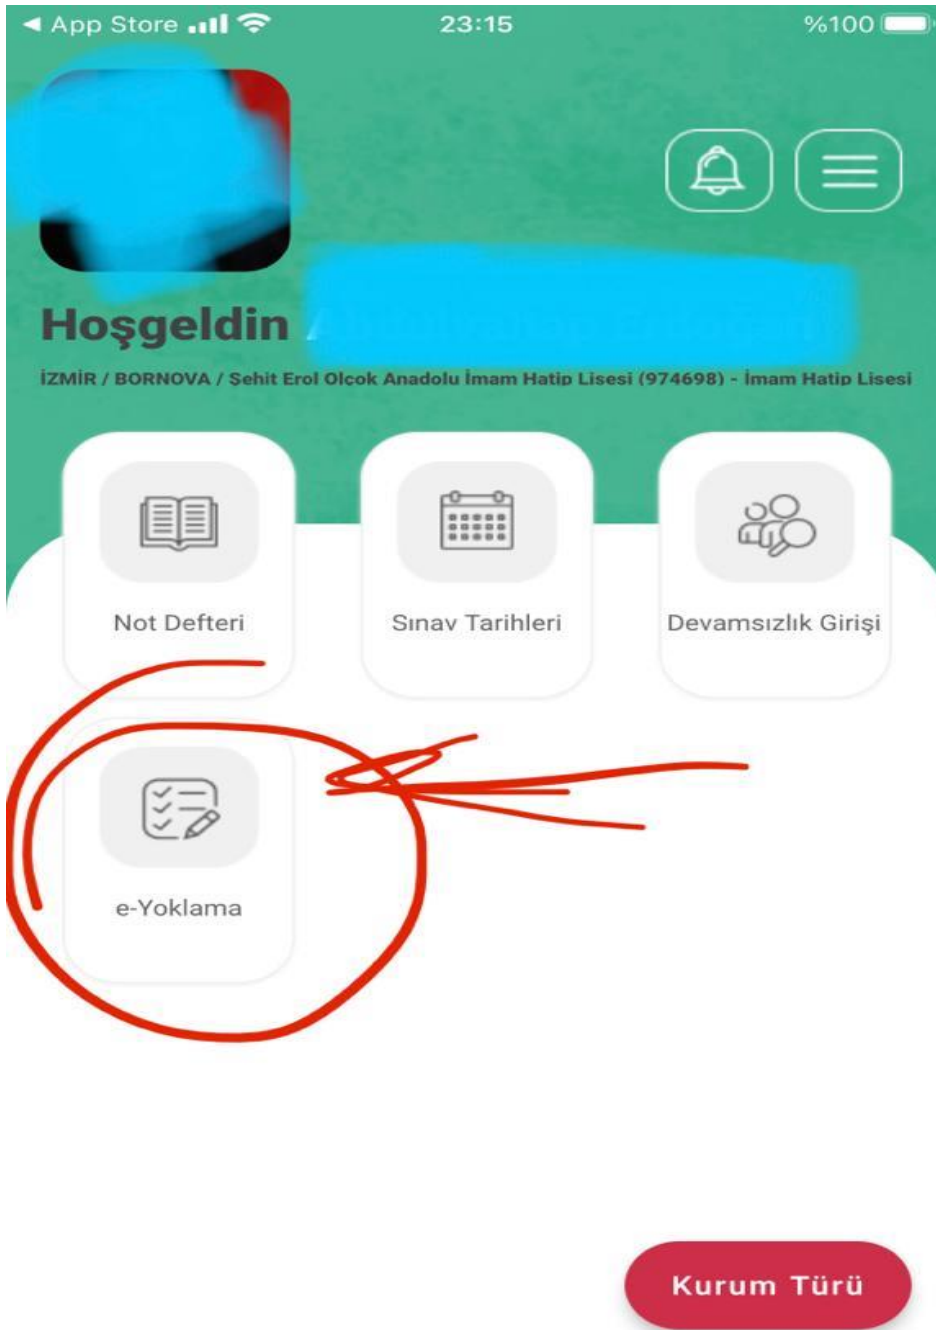 App Store
23:15
%100
Hoşgeldin
İZMİR / BORNOVA / Şehit Erol Olçok Anadolu İmam Hatip Lisesi (974698) - İmam Hatip Lisesi
Not Defteri
Sınav Tarihleri
Devamsızlık Girişi
e-Yoklama
Kurum Türü